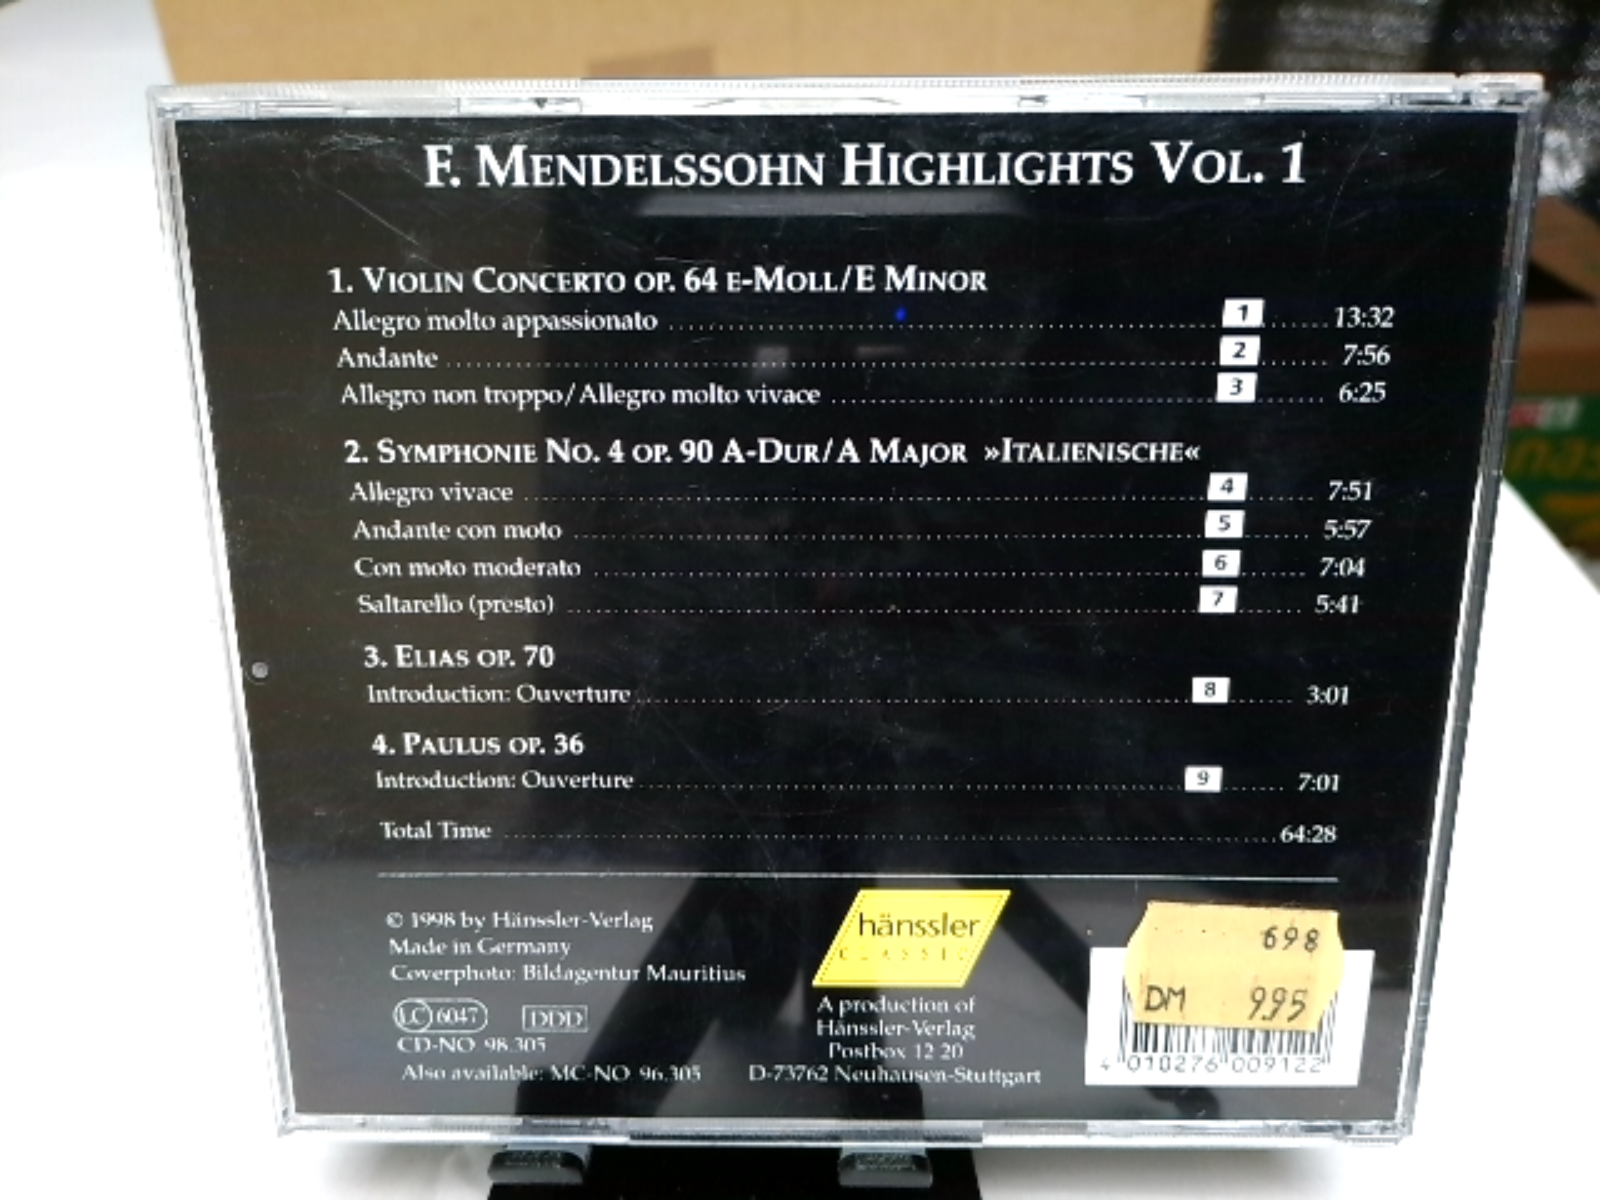 F. Mendelssohn Highlights Vol. 1
1. Violin Concerto op. 64 e-Moll/E Minor
Allegro molto appassionato 1 13:32
Andante 2 7:56
Allegro non troppo/Allegro molto vivace 3 6:25
2. Symphonie No. 4 op. 90 A-Dur/A Major »Italienische«
Allegro vivace 4 7:51
Andante con moto 5 5:57
Con moto moderato 6 7:04
Saltarello (presto) 7 5:41
3. Elias op. 70
Introduction: Ouverture 8 3:01
4. Paulus op. 36
Introduction: Ouverture 9 7:01
Total Time 64:28
© 1998 by Hänssler-Verlag
Made in Germany
Coverphoto: Bildagentur Mauritius
LC 6047 DDD
CD-NO 98.305
Also available: MC-NO 96.305
hänssler
CLASSIC
A production of
Hänssler-Verlag
Postbox 12 20
D-73762 Neuhausen-Stuttgart
698
DM 9.95
4 010276 009122